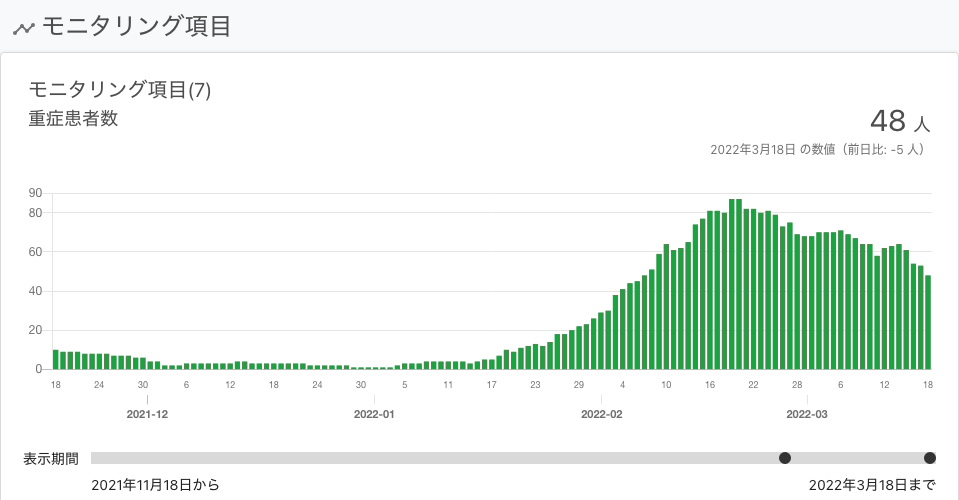 モニタリング項目
モニタリング項目(7)
重症患者数
48 人
2022年3月18日 の数値（前日比: -5 人）
90
80
60
40
20
0
18 24 30 6 12 18 24 30 5 11 17 23 29 4 10 16 22 28 6 12 18
2021-12 2022-01 2022-02 2022-03
表示期間
2021年11月18日から 2022年3月18日まで